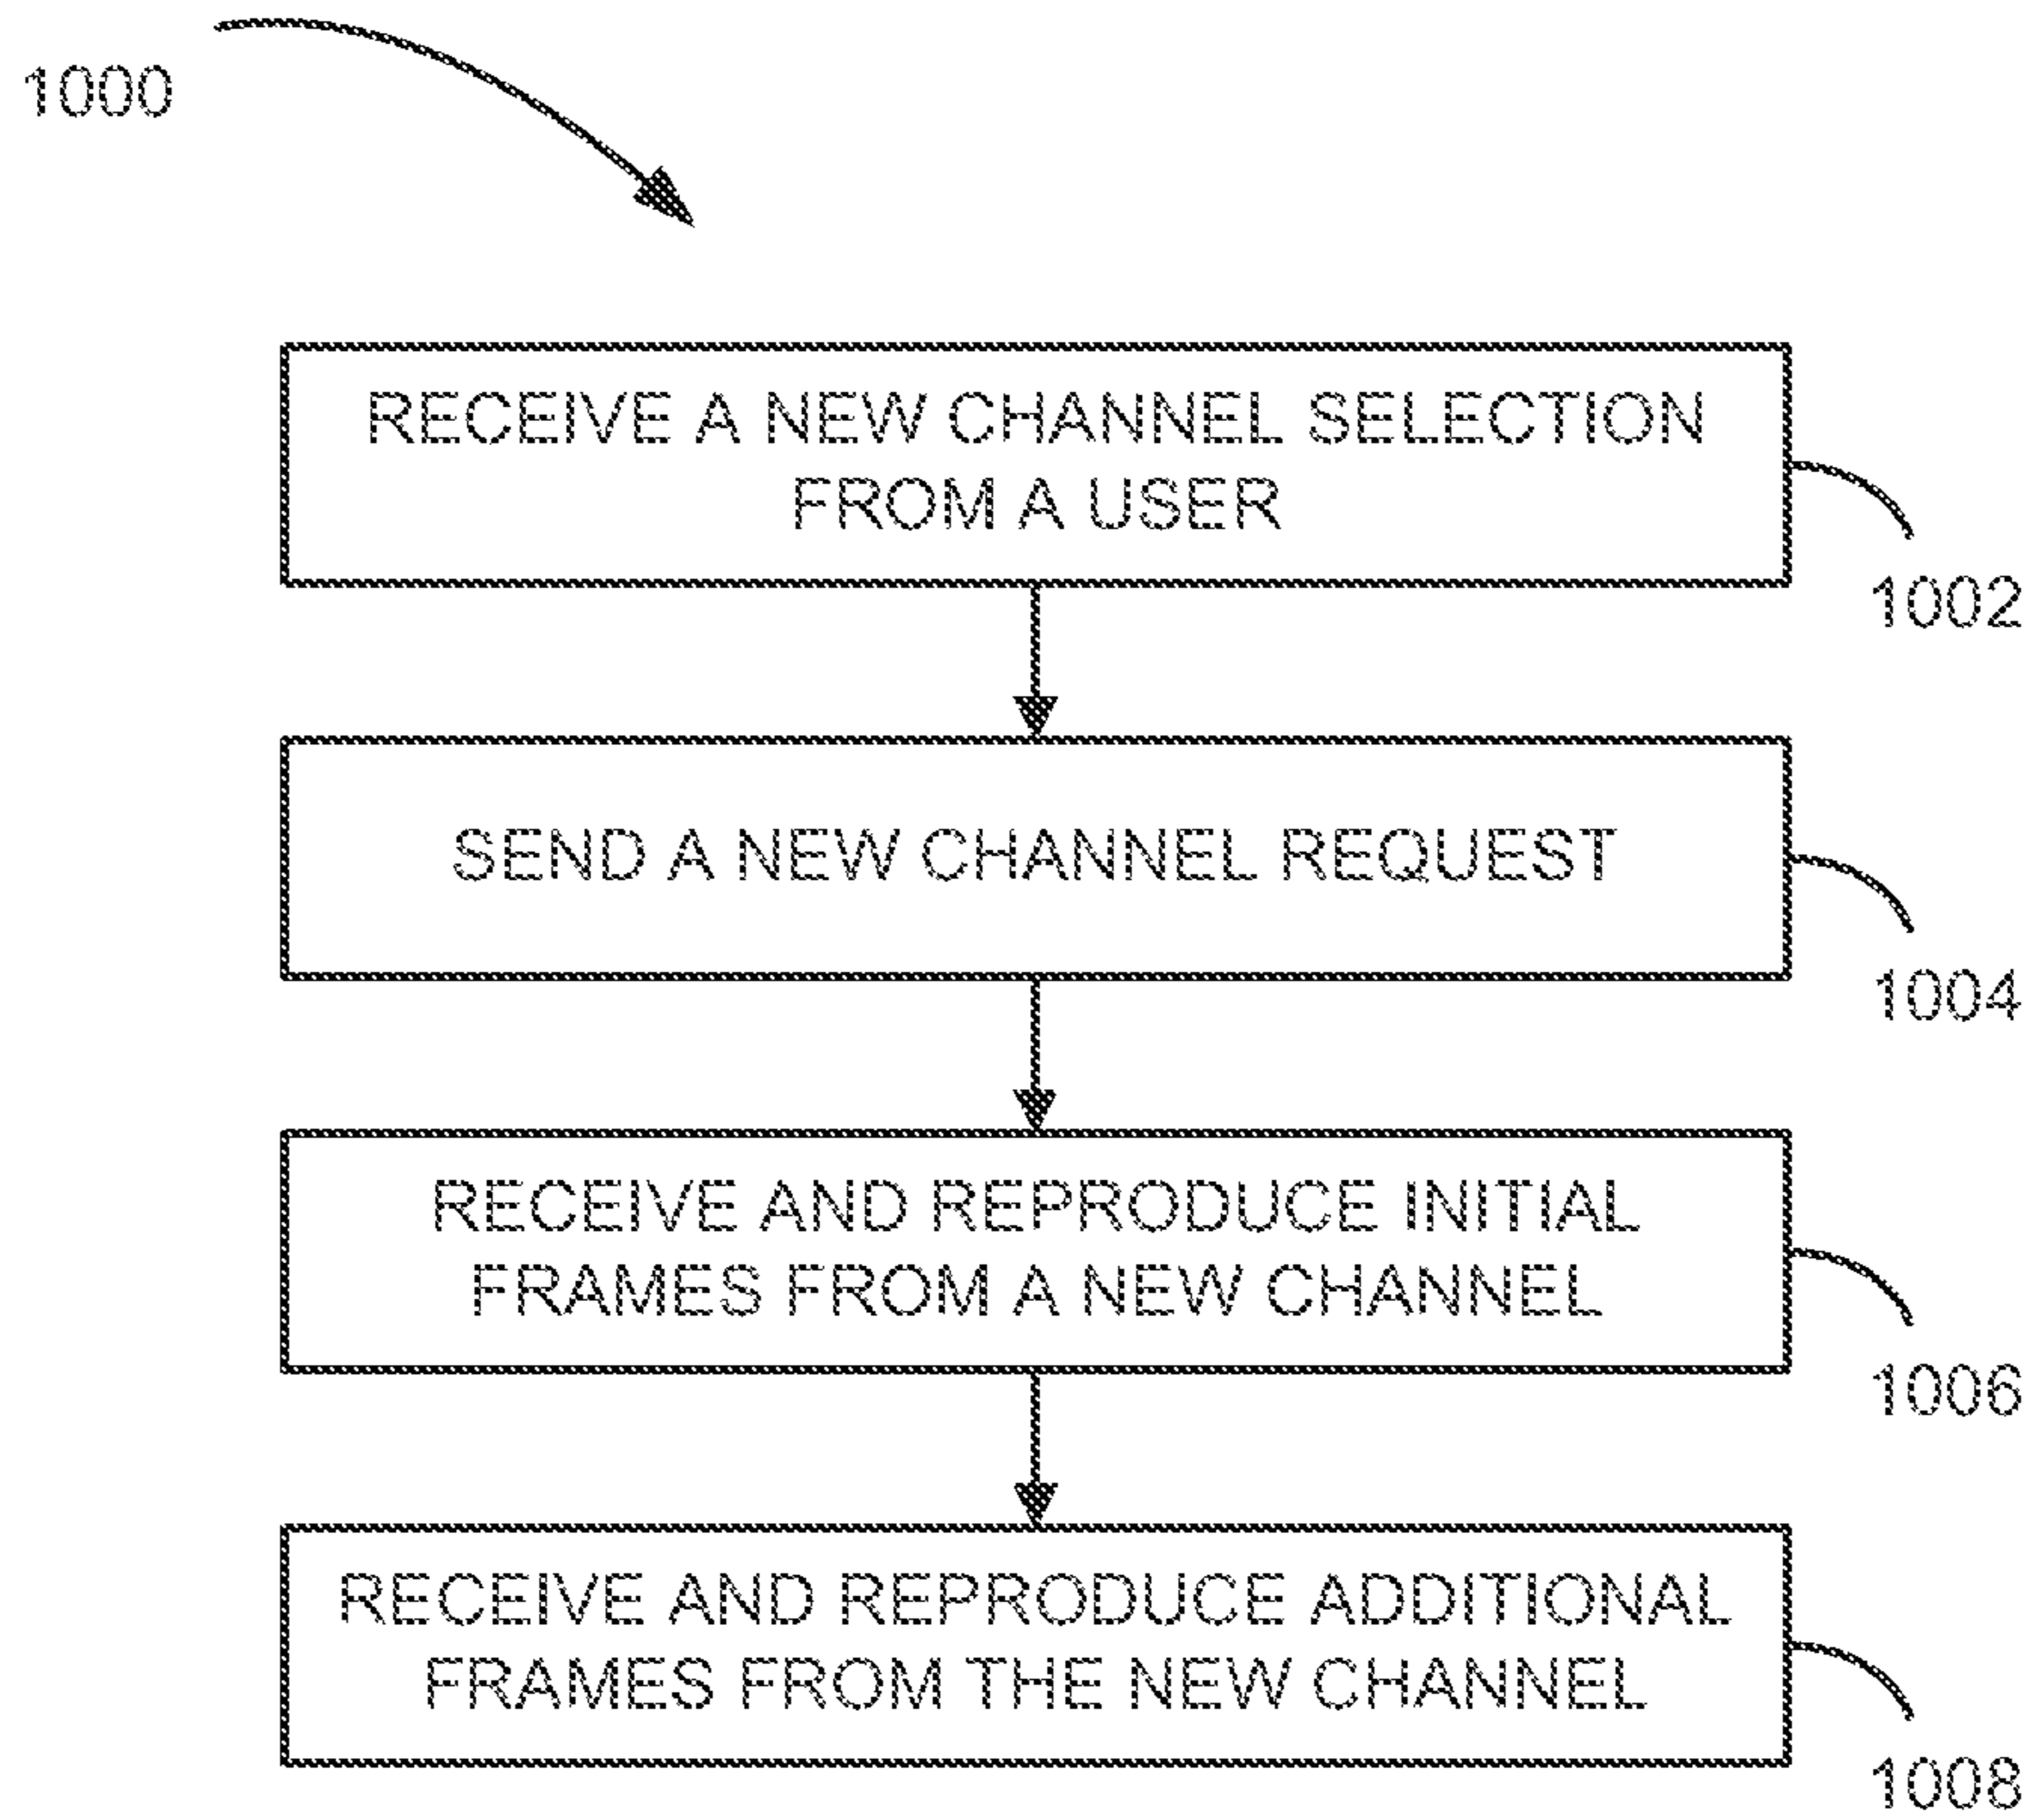 1000
RECEIVE A NEW CHANNEL SELECTION
FROM A USER
1002
SEND A NEW CHANNEL REQUEST
1004
RECEIVE AND REPRODUCE INITIAL
FRAMES FROM A NEW CHANNEL
1006
RECEIVE AND REPRODUCE ADDITIONAL
FRAMES FROM THE NEW CHANNEL
1008